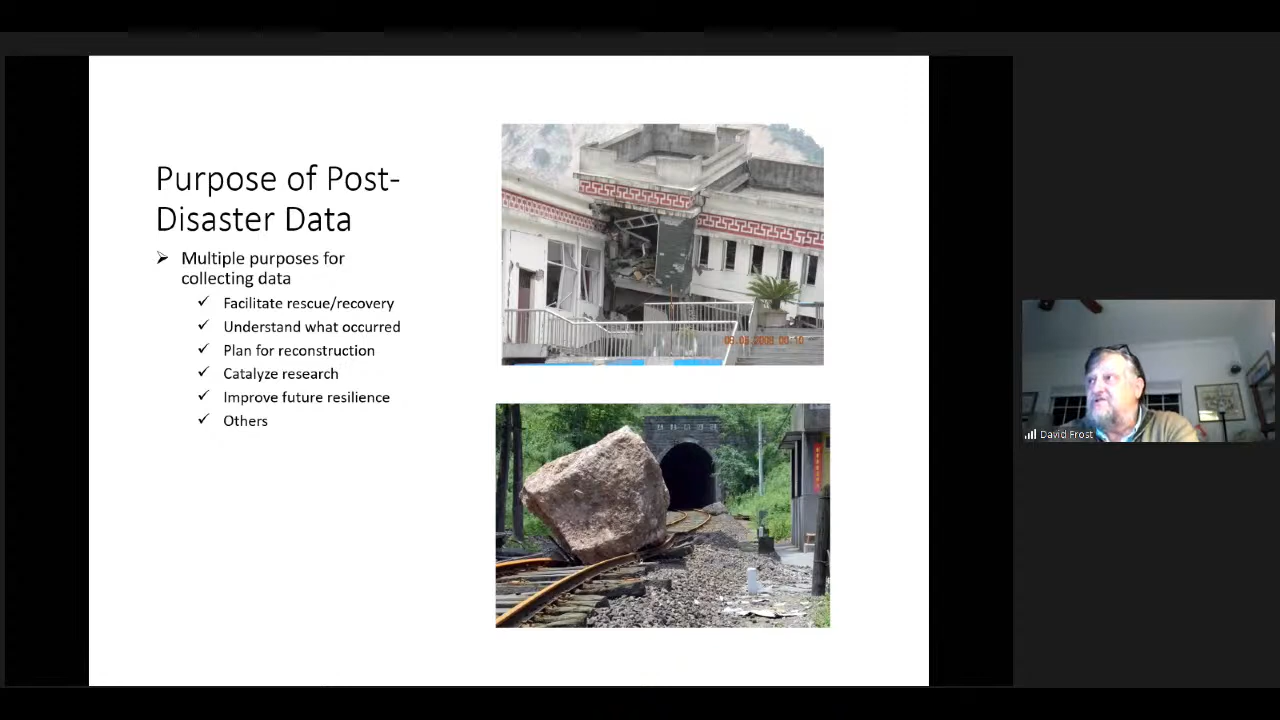 Purpose of Post-
Disaster Data
Multiple purposes for
collecting data
Facilitate rescue/recovery
Understand what occurred
Plan for reconstruction
Catalyze research
Improve future resilience
Others
David Frost